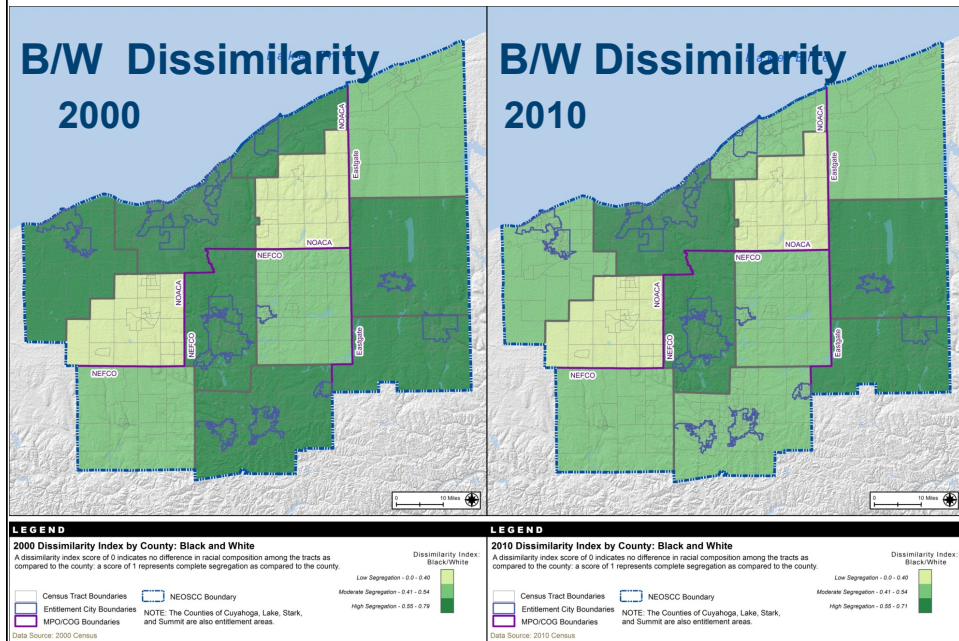 B/W Dissimilarity
2000
NOACA
Eastgate
NOACA
NEFCO
NOACA
NEFCO
Eastgate
NEFCO
0 10 Miles
LEGEND
2000 Dissimilarity Index by County: Black and White
A dissimilarity index score of 0 indicates no difference in racial composition among the tracts as
compared to the county: a score of 1 represents complete segregation as compared to the county.
Dissimilarity Index:
Black/White
Low Segregation - 0.0 - 0.40
Moderate Segregation - 0.41 - 0.54
High Segregation - 0.55 - 0.79
Census Tract Boundaries
Entitlement City Boundaries
MPO/COG Boundaries
NEOSCC Boundary
NOTE: The Counties of Cuyahoga, Lake, Stark,
and Summit are also entitlement areas.
Data Source: 2000 Census
B/W Dissimilarity
2010
NOACA
Eastgate
NOACA
NEFCO
NOACA
NEFCO
Eastgate
NEFCO
0 10 Miles
LEGEND
2010 Dissimilarity Index by County: Black and White
A dissimilarity index score of 0 indicates no difference in racial composition among the tracts as
compared to the county: a score of 1 represents complete segregation as compared to the county.
Dissimilarity Index:
Black/White
Low Segregation - 0.0 - 0.40
Moderate Segregation - 0.41 - 0.54
High Segregation - 0.55 - 0.71
Census Tract Boundaries
Entitlement City Boundaries
MPO/COG Boundaries
NEOSCC Boundary
NOTE: The Counties of Cuyahoga, Lake, Stark,
and Summit are also entitlement areas.
Data Source: 2010 Census